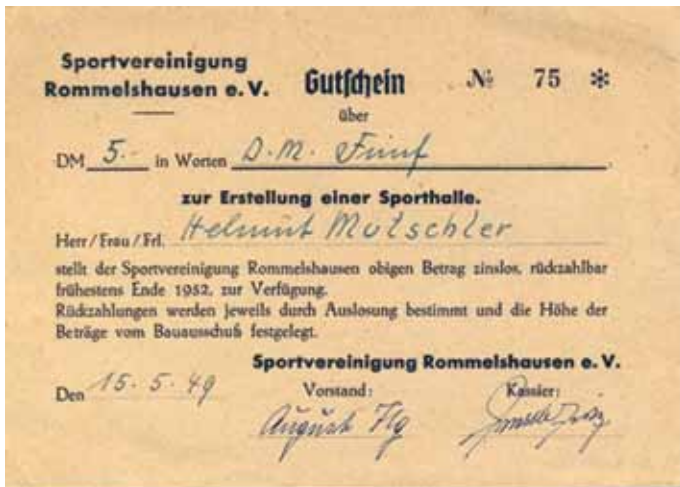 Sportvereinigung
Rommelshausen e. V.
Gutschein
№ 75 *
über
DM 5.- in Worten D.M. Fünf
zur Erstellung einer Sporthalle.
Herr/Frau/Frl. Helmut Mutschler
stellt der Sportvereinigung Rommelshausen obigen Betrag zinslos, rückzahlbar
frühestens Ende 1952, zur Verfügung.
Rückzahlungen werden jeweils durch Auslosung bestimmt und die Höhe der
Beträge vom Bauausschuß festgelegt.
Sportvereinigung Rommelshausen e. V.
Den 15.5.49
Vorstand: Kassier:
August Ilg